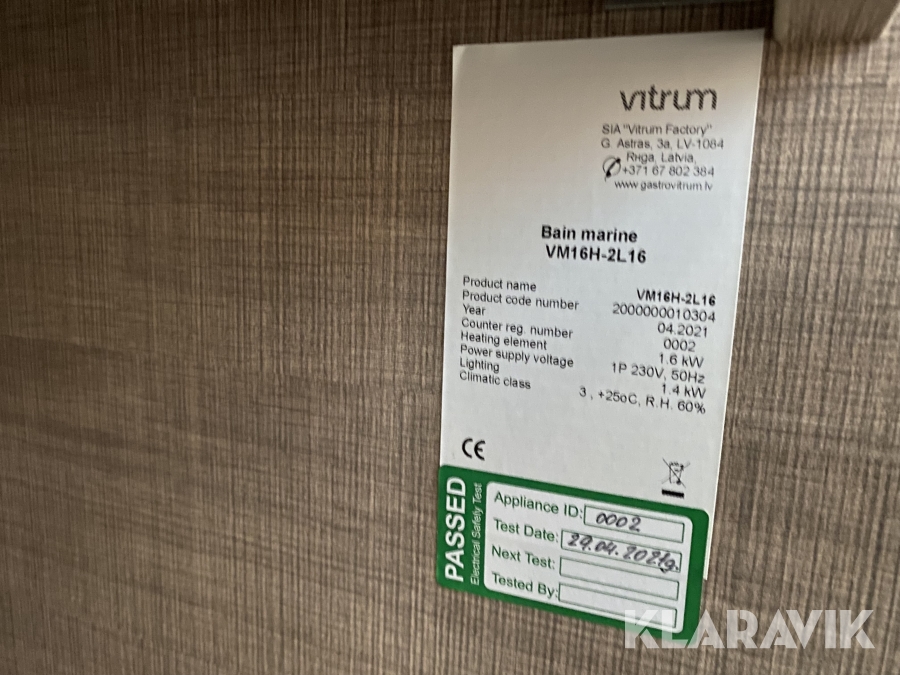 vitrum
SIA "Vitrum Factory"
G. Astras, 3a, LV-1084
Riga, Latvia,
+371 67 802 384
www.gastrovitrum.lv
Bain marine
VM16H-2L16
Product name VM16H-2L16
Product code number 2000000010304
Year 04.2021
Counter reg. number 0002
Heating element 1.6 kW
Power supply voltage 1P 230V, 50Hz
Lighting 1.4 kW
Climatic class 3 , +25oC, R.H. 60%
CE
PASSED
Electrical Safety Test
Appliance ID: 0002
Test Date: 29.04.2021g.
Next Test:
Tested By:
KLARAVIK